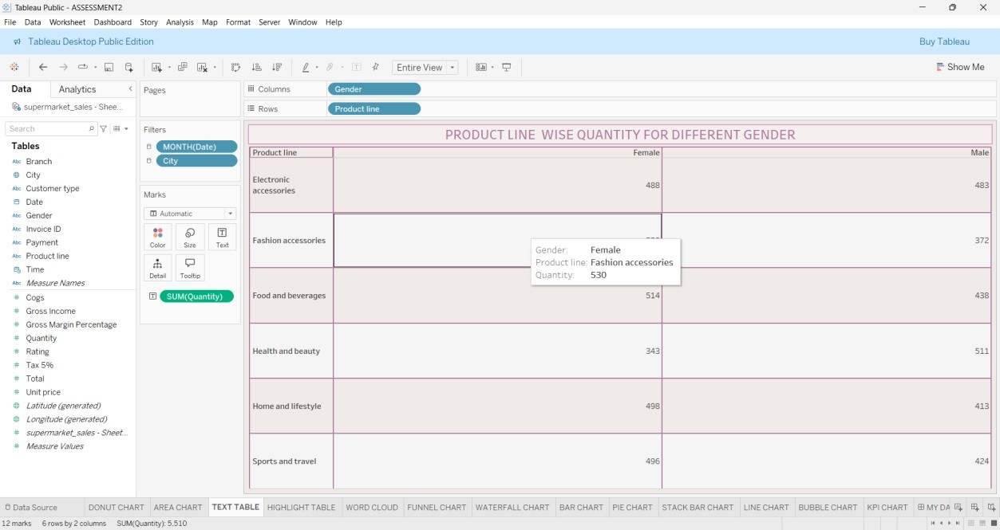 Tableau Public - ASSESSMENT2
File Data Worksheet Dashboard Story Analysis Map Format Server Window Help
Tableau Desktop Public Edition Buy Tableau
Entire View Show Me
Data Analytics
supermarket_sales - Shee...
Search
Tables
Abc Branch
City
Abc Customer type
Date
Abc Gender
Abc Invoice ID
Abc Payment
Abc Product line
Time
Abc Measure Names
# Cogs
# Gross Income
# Gross Margin Percentage
# Quantity
# Rating
# Tax 5%
# Total
# Unit price
Latitude (generated)
Longitude (generated)
# supermarket_sales - Sheet...
# Measure Values
Pages
Filters
MONTH(Date)
City
Marks
Automatic
Color Size Text
Detail Tooltip
SUM(Quantity)
Columns Gender
Rows Product line
PRODUCT LINE WISE QUANTITY FOR DIFFERENT GENDER
Product line Female Male
Electronic
accessories 488 483
Fashion accessories 372
Gender: Female
Product line: Fashion accessories
Quantity: 530
Food and beverages 514 438
Health and beauty 343 511
Home and lifestyle 498 413
Sports and travel 496 424
Data Source DONUT CHART AREA CHART TEXT TABLE HIGHLIGHT TABLE WORD CLOUD FUNNEL CHART WATERFALL CHART BAR CHART PIE CHART STACK BAR CHART LINE CHART BUBBLE CHART KPI CHART MY DA
12 marks 6 rows by 2 columns SUM(Quantity): 5,510